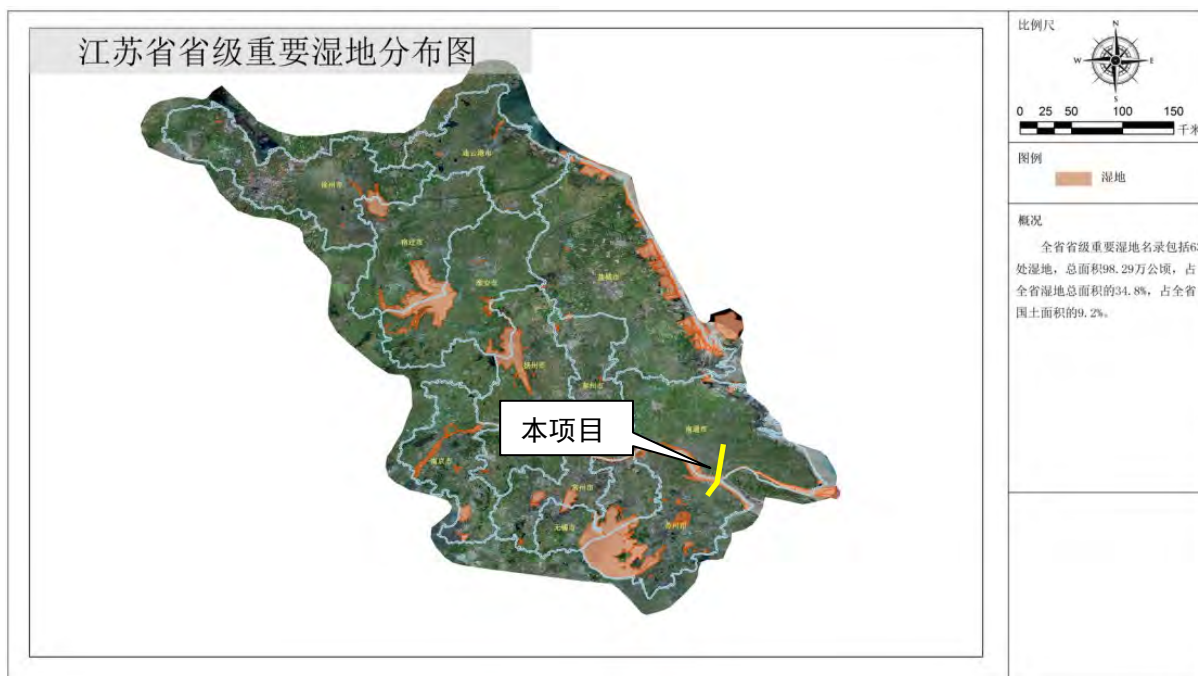 江苏省省级重要湿地分布图
连云港市
徐州市
宿迁市
淮安市
盐城市
扬州市
泰州市
南通市
本项目
南京市
常州市
无锡市
苏州市
比例尺
N
W
E
S
0 25 50 100 150
千米
图例
湿地
概况
全省省级重要湿地名录包括63
处湿地，总面积98.29万公顷，占
全省湿地总面积的34.8%，占全省
国土面积的9.2%。